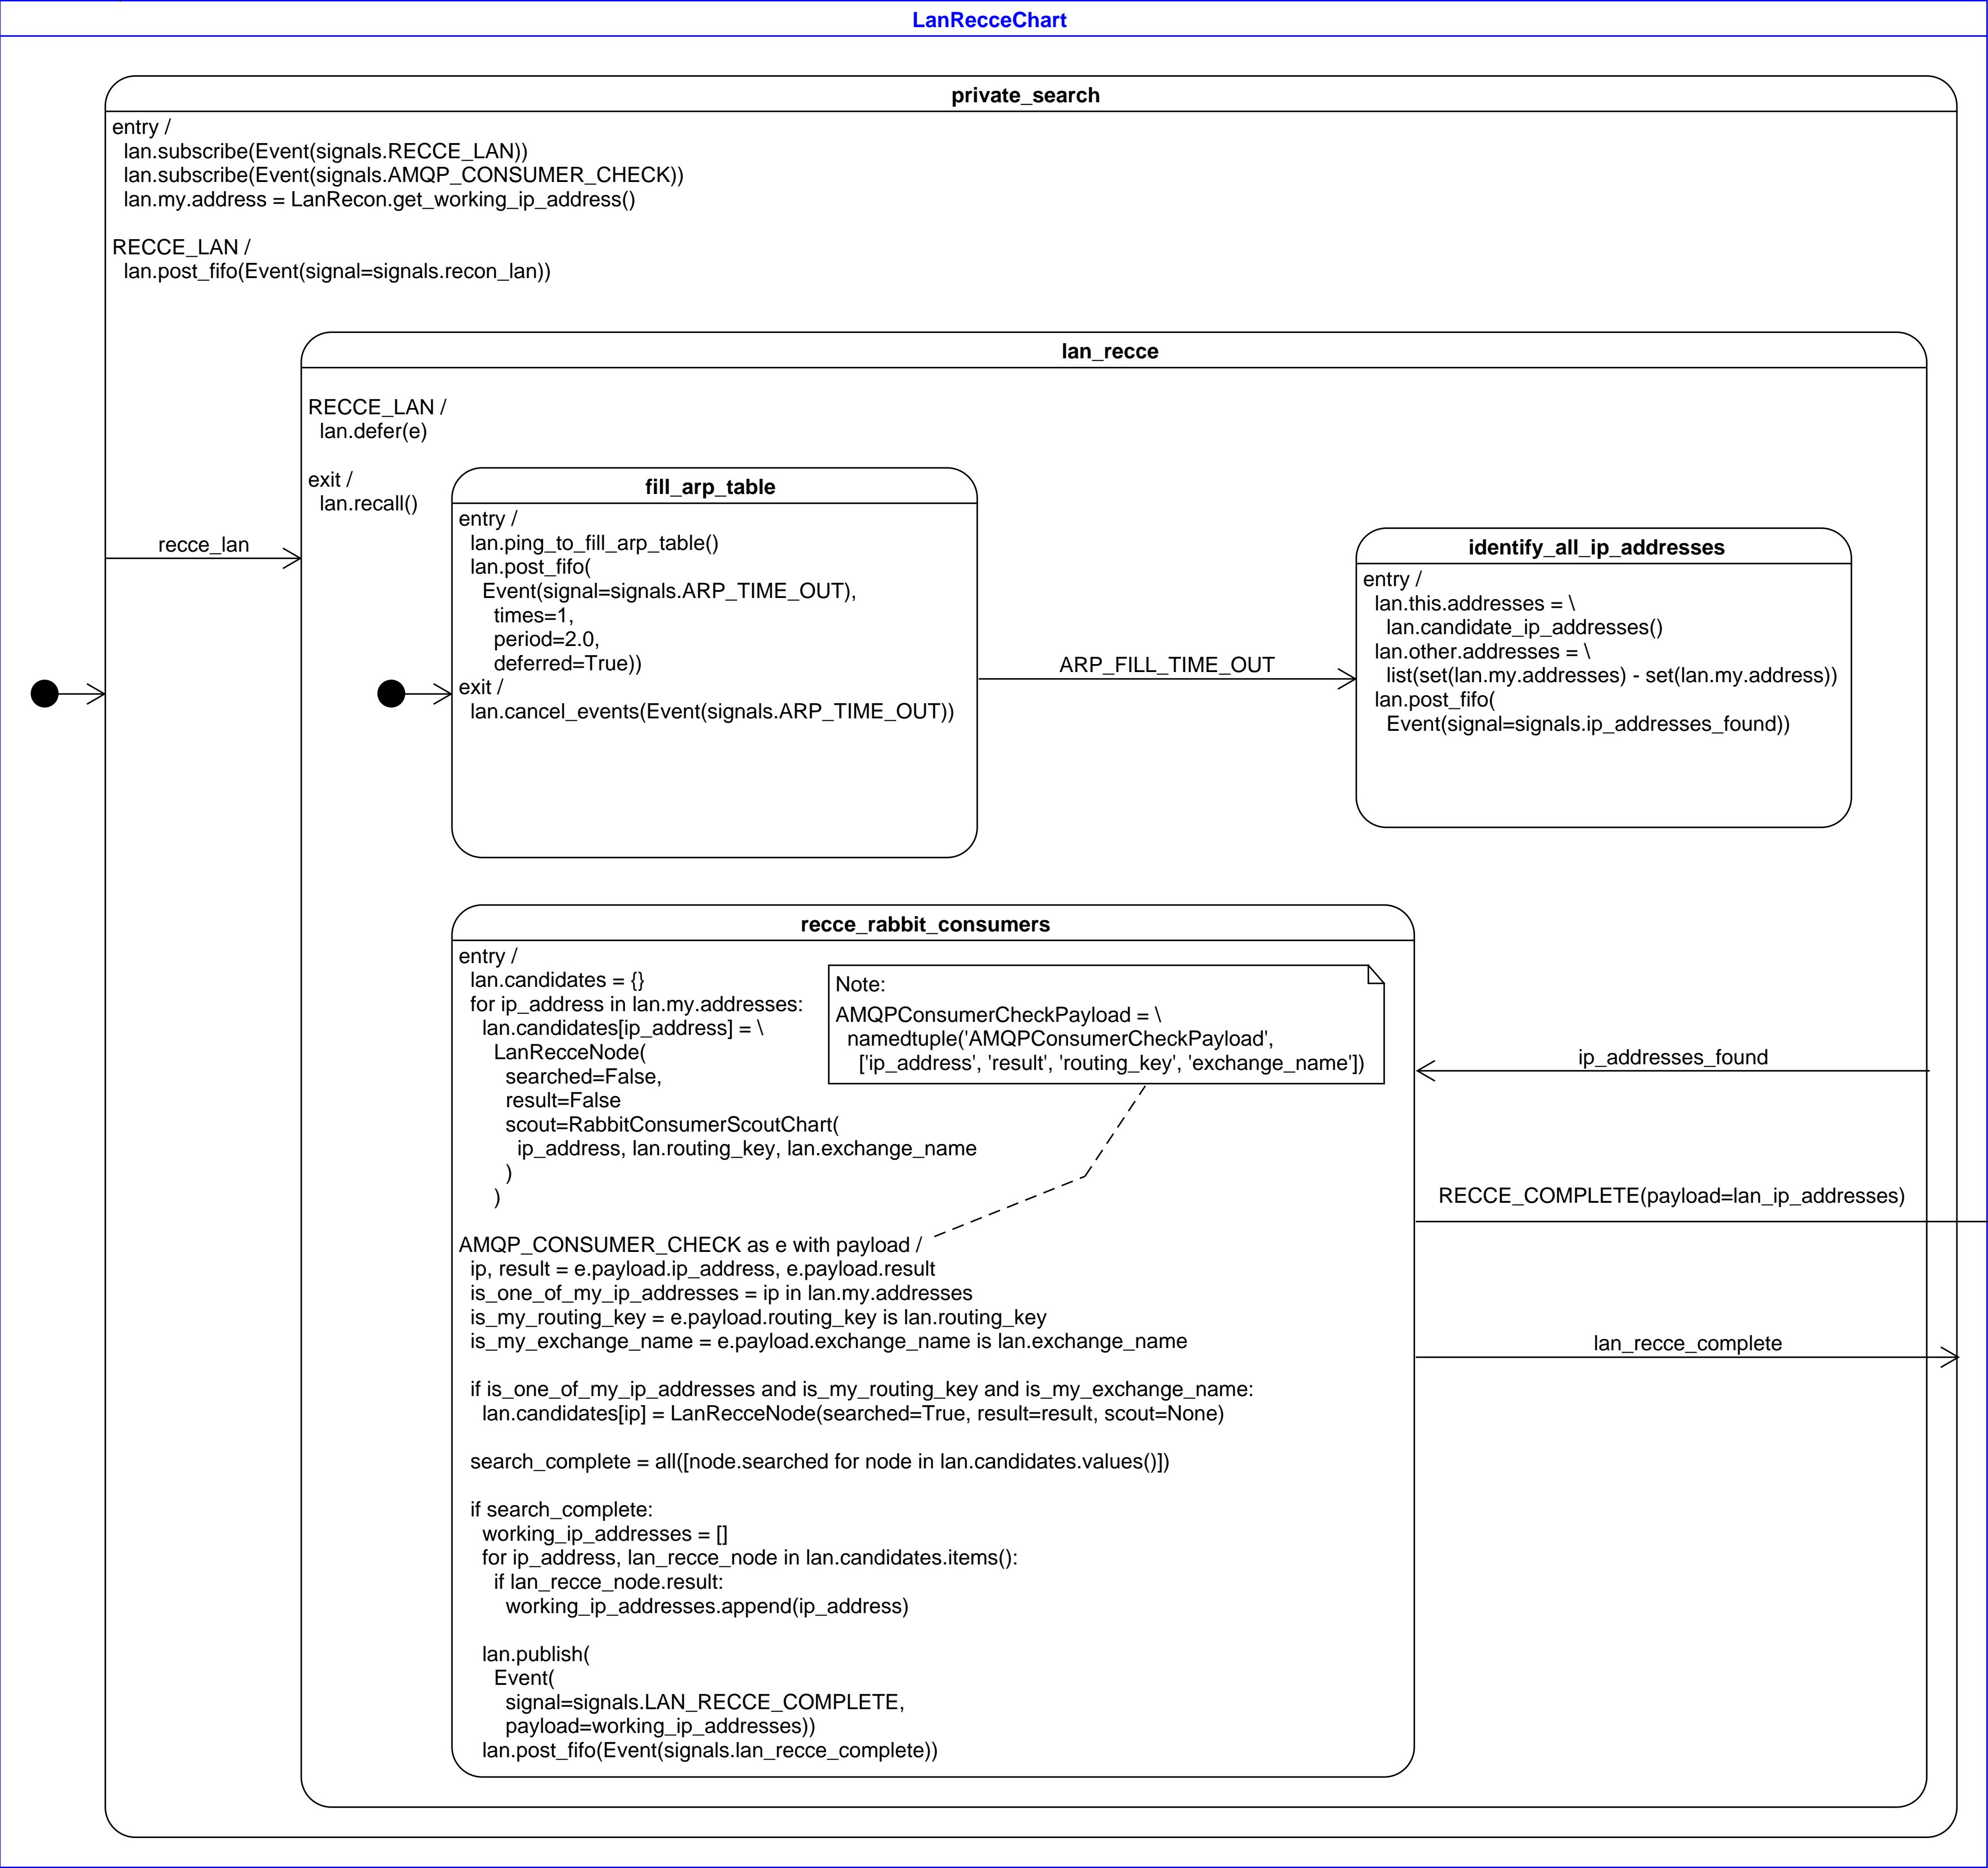 LanRecceChart
private_search
entry /
  lan.subscribe(Event(signals.RECCE_LAN))
  lan.subscribe(Event(signals.AMQP_CONSUMER_CHECK))
  lan.my.address = LanRecon.get_working_ip_address()
RECCE_LAN /
  lan.post_fifo(Event(signal=signals.recon_lan))
recce_lan
lan_recce
RECCE_LAN /
  lan.defer(e)
exit /
  lan.recall()
fill_arp_table
entry /
  lan.ping_to_fill_arp_table()
  lan.post_fifo(
    Event(signal=signals.ARP_TIME_OUT),
      times=1,
      period=2.0,
      deferred=True))
exit /
  lan.cancel_events(Event(signals.ARP_TIME_OUT))
ARP_FILL_TIME_OUT
identify_all_ip_addresses
entry /
  lan.this.addresses = \
    lan.candidate_ip_addresses()
  lan.other.addresses = \
    list(set(lan.my.addresses) - set(lan.my.address))
  lan.post_fifo(
    Event(signal=signals.ip_addresses_found))
recce_rabbit_consumers
entry /
  lan.candidates = {}
  for ip_address in lan.my.addresses:
    lan.candidates[ip_address] = \
      LanRecceNode(
        searched=False,
        result=False
        scout=RabbitConsumerScoutChart(
          ip_address, lan.routing_key, lan.exchange_name
        )
      )
Note:
AMQPConsumerCheckPayload = \
  namedtuple('AMQPConsumerCheckPayload',
    ['ip_address', 'result', 'routing_key', 'exchange_name'])
AMQP_CONSUMER_CHECK as e with payload /
  ip, result = e.payload.ip_address, e.payload.result
  is_one_of_my_ip_addresses = ip in lan.my.addresses
  is_my_routing_key = e.payload.routing_key is lan.routing_key
  is_my_exchange_name = e.payload.exchange_name is lan.exchange_name
  if is_one_of_my_ip_addresses and is_my_routing_key and is_my_exchange_name:
    lan.candidates[ip] = LanRecceNode(searched=True, result=result, scout=None)
  search_complete = all([node.searched for node in lan.candidates.values()])
  if search_complete:
    working_ip_addresses = []
    for ip_address, lan_recce_node in lan.candidates.items():
      if lan_recce_node.result:
        working_ip_addresses.append(ip_address)
    lan.publish(
      Event(
        signal=signals.LAN_RECCE_COMPLETE,
        payload=working_ip_addresses))
    lan.post_fifo(Event(signals.lan_recce_complete))
ip_addresses_found
RECCE_COMPLETE(payload=lan_ip_addresses)
lan_recce_complete